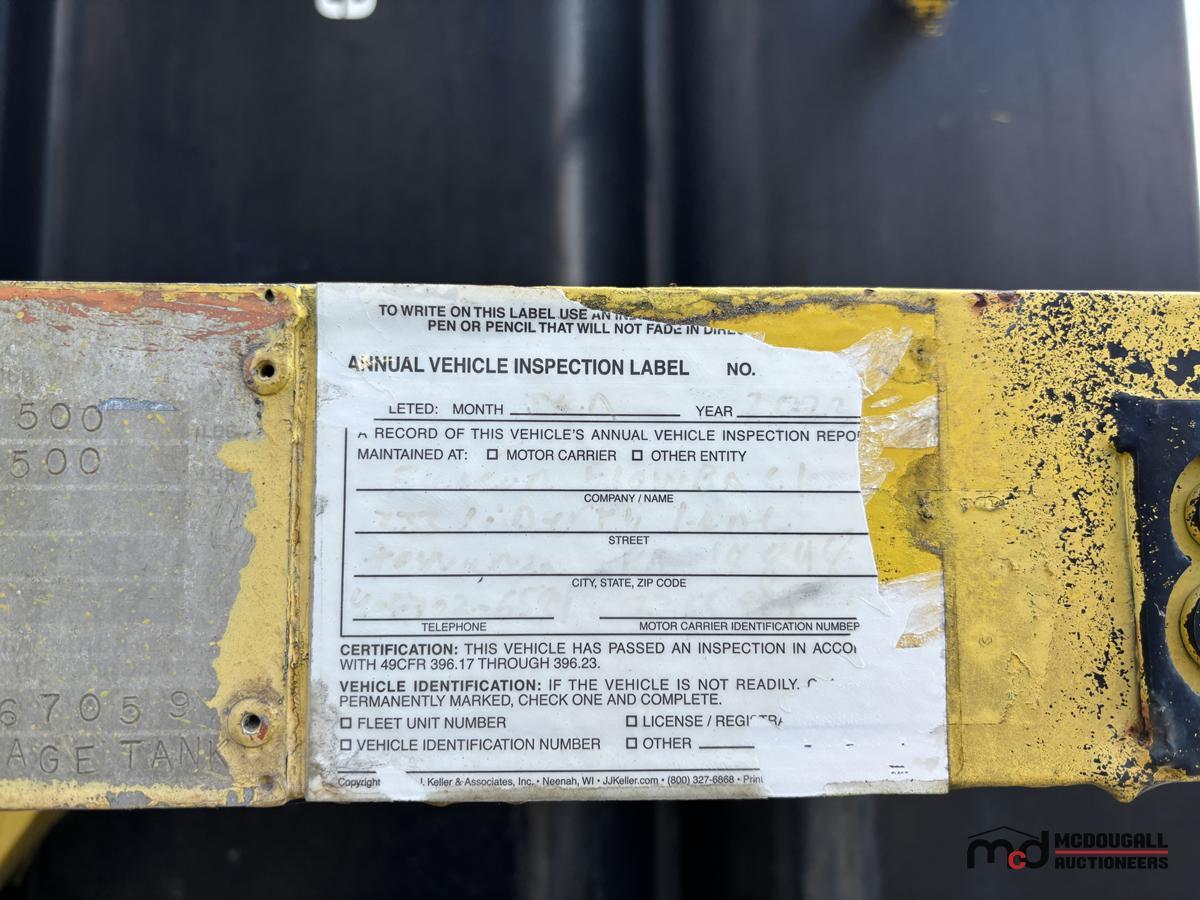 500
500
67059
AGE TANK
TO WRITE ON THIS LABEL USE AN IN
PEN OR PENCIL THAT WILL NOT FADE IN DIRE
ANNUAL VEHICLE INSPECTION LABEL NO.
LETED: MONTH YEAR
A RECORD OF THIS VEHICLE'S ANNUAL VEHICLE INSPECTION REPO
MAINTAINED AT: ☐ MOTOR CARRIER ☐ OTHER ENTITY
COMPANY / NAME
STREET
CITY, STATE, ZIP CODE
TELEPHONE MOTOR CARRIER IDENTIFICATION NUMBER
CERTIFICATION: THIS VEHICLE HAS PASSED AN INSPECTION IN ACCO
WITH 49CFR 396.17 THROUGH 396.23.
VEHICLE IDENTIFICATION: IF THE VEHICLE IS NOT READILY,
PERMANENTLY MARKED, CHECK ONE AND COMPLETE.
☐ FLEET UNIT NUMBER ☐ LICENSE / REGISTRA
☐ VEHICLE IDENTIFICATION NUMBER ☐ OTHER
Copyright J. Keller & Associates, Inc. • Neenah, WI • JJKeller.com • (800) 327-6868 • Prin
mcd MCDOUGALL
AUCTIONEERS